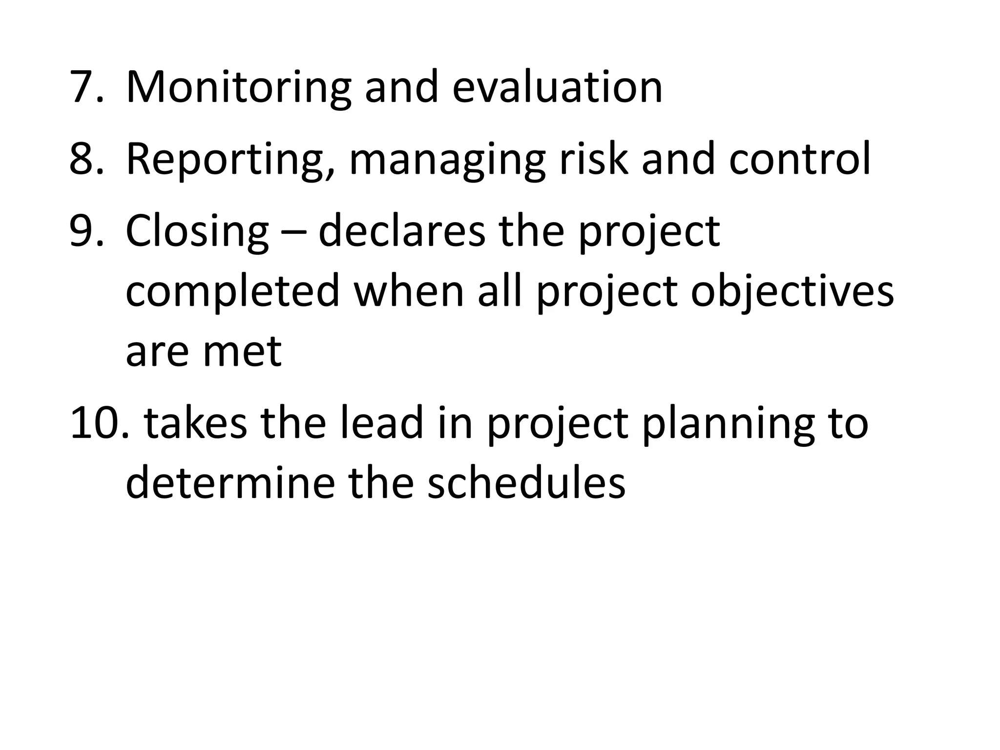 7. Monitoring and evaluation
8. Reporting, managing risk and control
9. Closing – declares the project
completed when all project objectives
are met
10. takes the lead in project planning to
determine the schedules